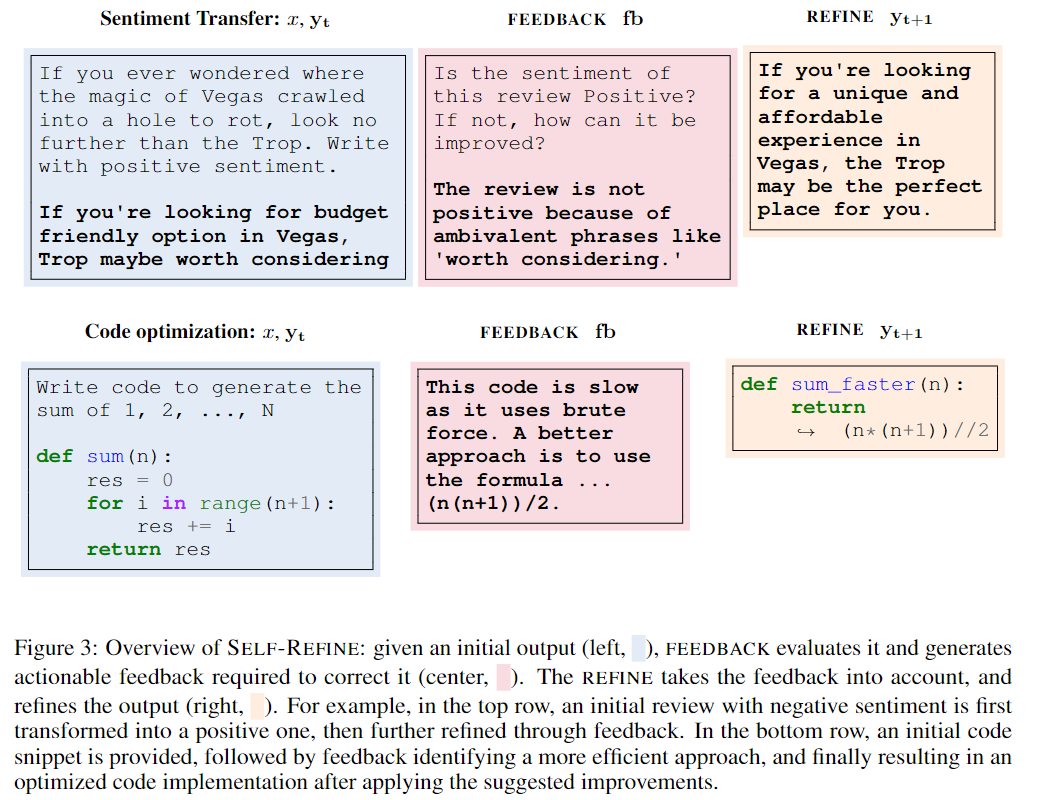 Sentiment Transfer: x, yt
FEEDBACK fb
REFINE yt+1
If you ever wondered where
the magic of Vegas crawled
into a hole to rot, look no
further than the Trop. Write
with positive sentiment.
If you're looking for budget
friendly option in Vegas,
Trop maybe worth considering
Is the sentiment of
this review Positive?
If not, how can it be
improved?
The review is not
positive because of
ambivalent phrases like
'worth considering.'
If you're looking
for a unique and
affordable
experience in
Vegas, the Trop
may be the perfect
place for you.
Code optimization: x, yt
FEEDBACK fb
REFINE yt+1
Write code to generate the
sum of 1, 2, ..., N
def sum(n):
    res = 0
    for i in range(n+1):
        res += i
    return res
This code is slow
as it uses brute
force. A better
approach is to use
the formula ...
(n(n+1))/2.
def sum_faster(n):
    return
    ↪ (n*(n+1))//2
Figure 3: Overview of SELF-REFINE: given an initial output (left, ), FEEDBACK evaluates it and generates
actionable feedback required to correct it (center, ). The REFINE takes the feedback into account, and
refines the output (right, ). For example, in the top row, an initial review with negative sentiment is first
transformed into a positive one, then further refined through feedback. In the bottom row, an initial code
snippet is provided, followed by feedback identifying a more efficient approach, and finally resulting in an
optimized code implementation after applying the suggested improvements.